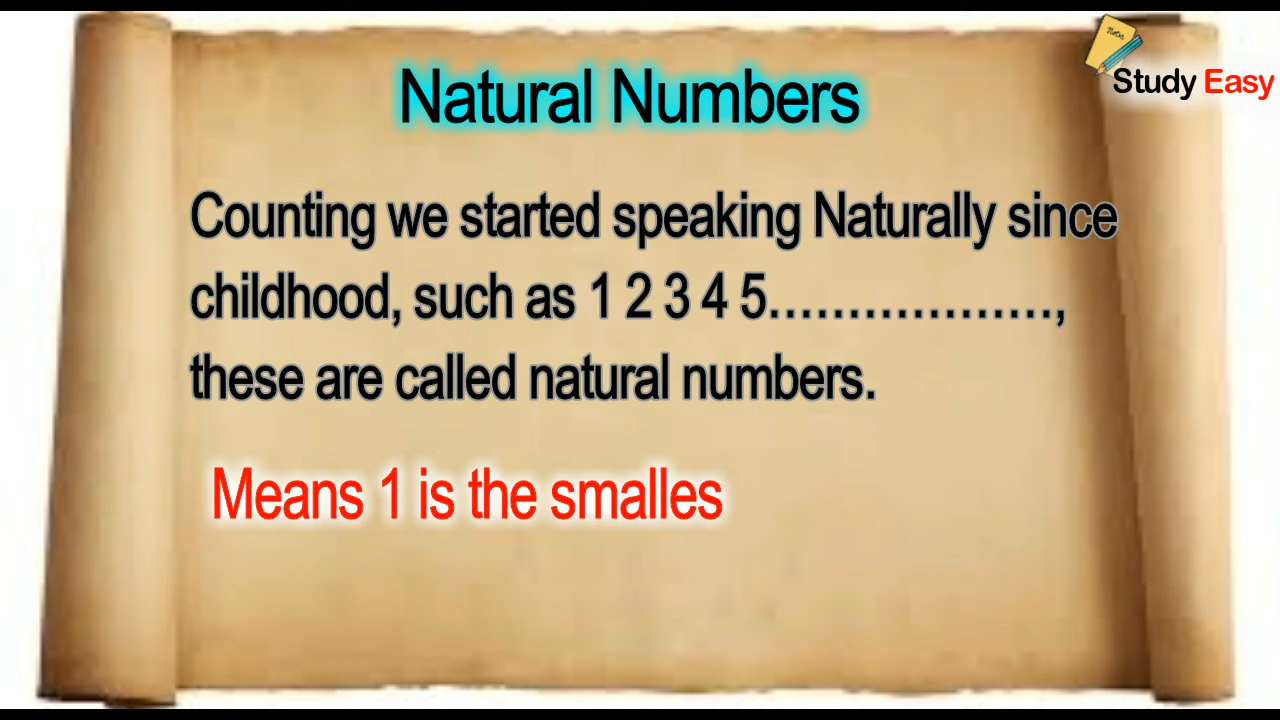 Study Easy
Natural Numbers
Counting we started speaking Naturally since
childhood, such as 1 2 3 4 5..................,
these are called natural numbers.
Means 1 is the smalles